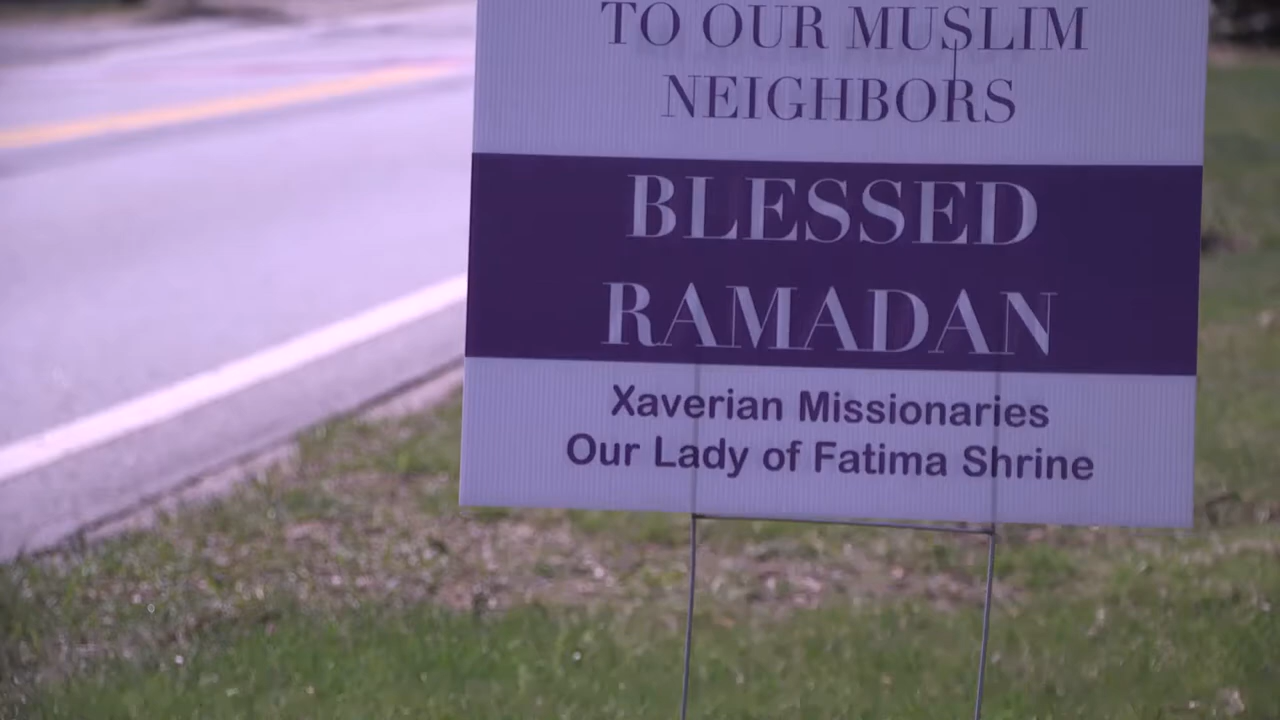 TO OUR MUSLIM
NEIGHBORS
BLESSED
RAMADAN
Xaverian Missionaries
Our Lady of Fatima Shrine